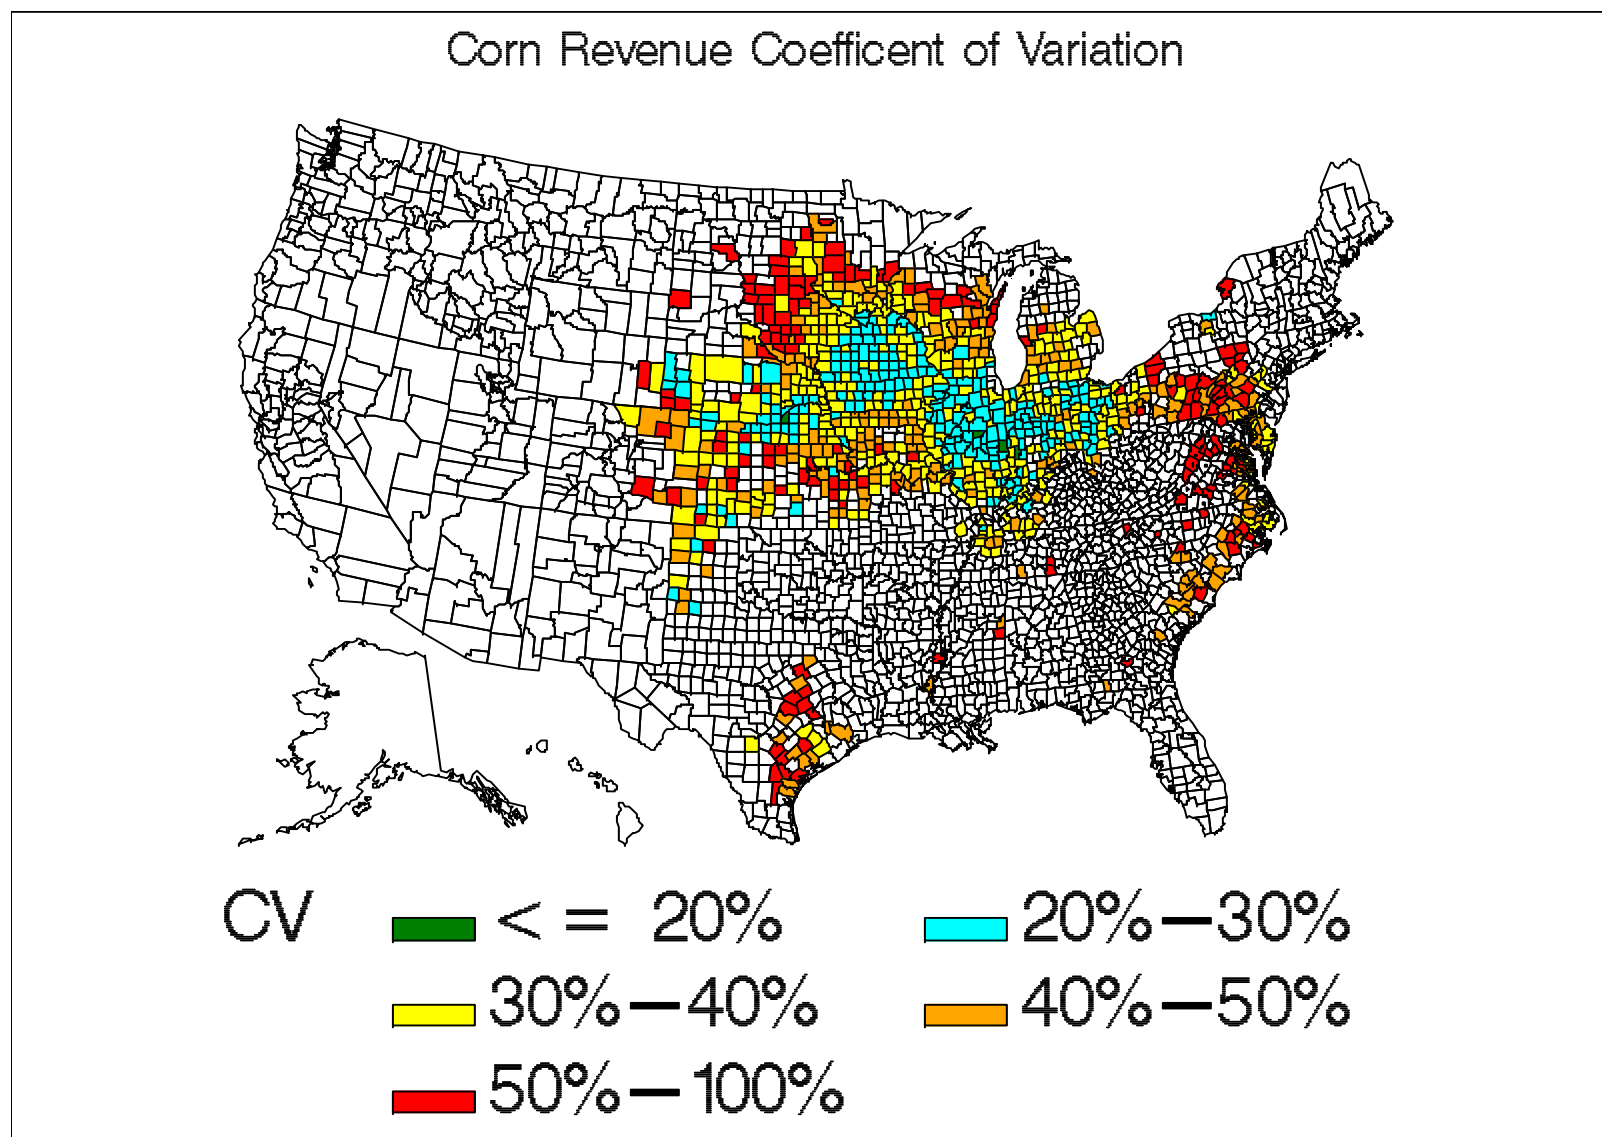 Corn Revenue Coefficent of Variation
CV < = 20% 20%-30%
30%-40% 40%-50%
50%-100%